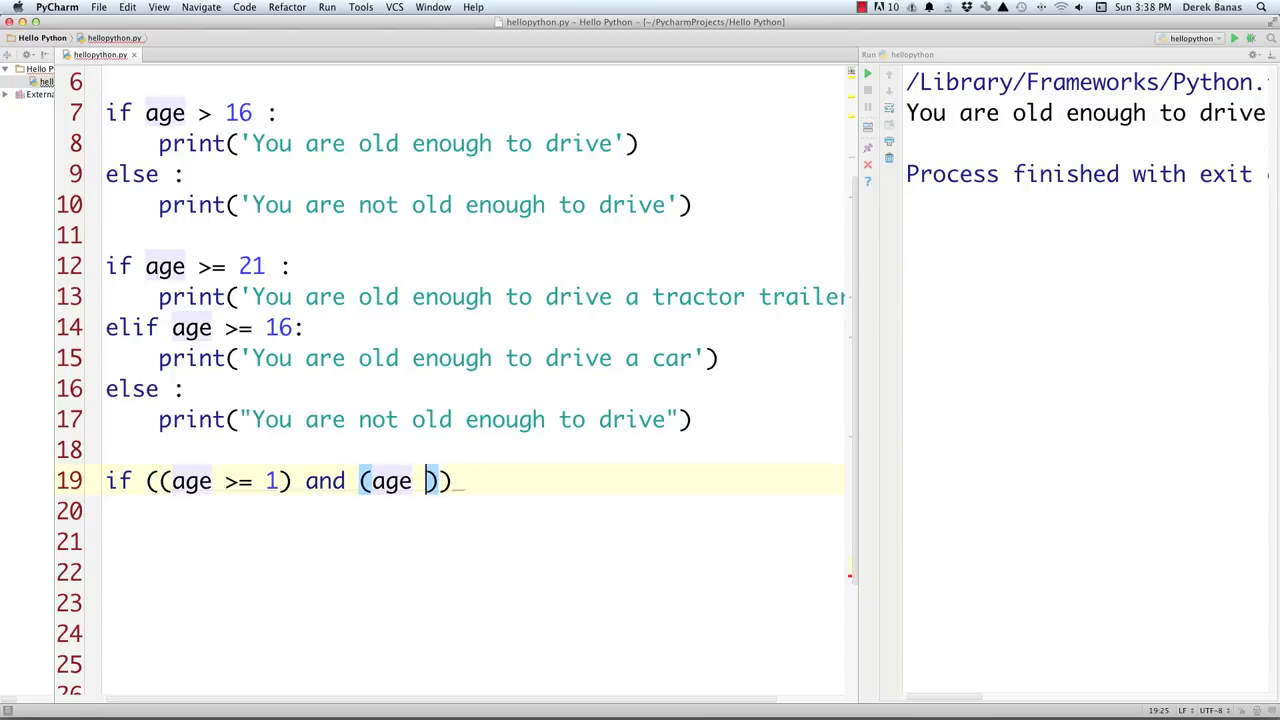 PyCharm File Edit View Navigate Code Refactor Run Tools VCS Window Help 10 8 Sun 3:38 PM Derek Banas
hellopython.py – Hello Python – [~/PycharmProjects/Hello Python]
Hello Python hellopython.py hellopython
hellopython.py × Run hellopython
Hello P
hell
Extern
6
7 if age > 16 :
8 print('You are old enough to drive')
9 else :
10 print('You are not old enough to drive')
11
12 if age >= 21 :
13 print('You are old enough to drive a tractor trailer
14 elif age >= 16:
15 print('You are old enough to drive a car')
16 else :
17 print("You are not old enough to drive")
18
19 if ((age >= 1) and (age ))
20
21
22
23
24
25
26
/Library/Frameworks/Python.
You are old enough to drive
Process finished with exit
19:25 LF UTF-8